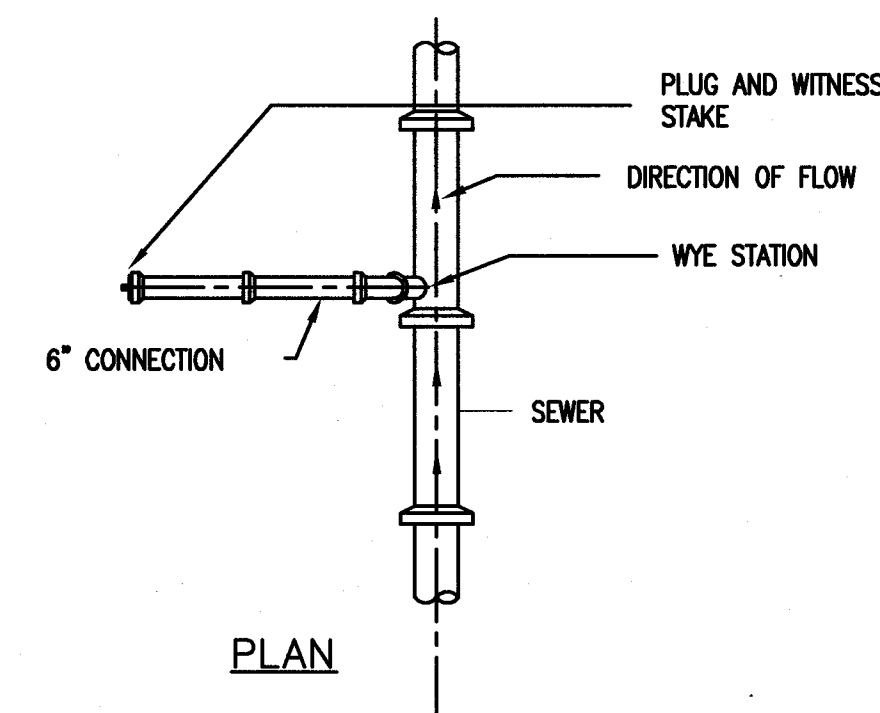 PLUG AND WITNESS
STAKE
DIRECTION OF FLOW
WYE STATION
6" CONNECTION
SEWER
PLAN